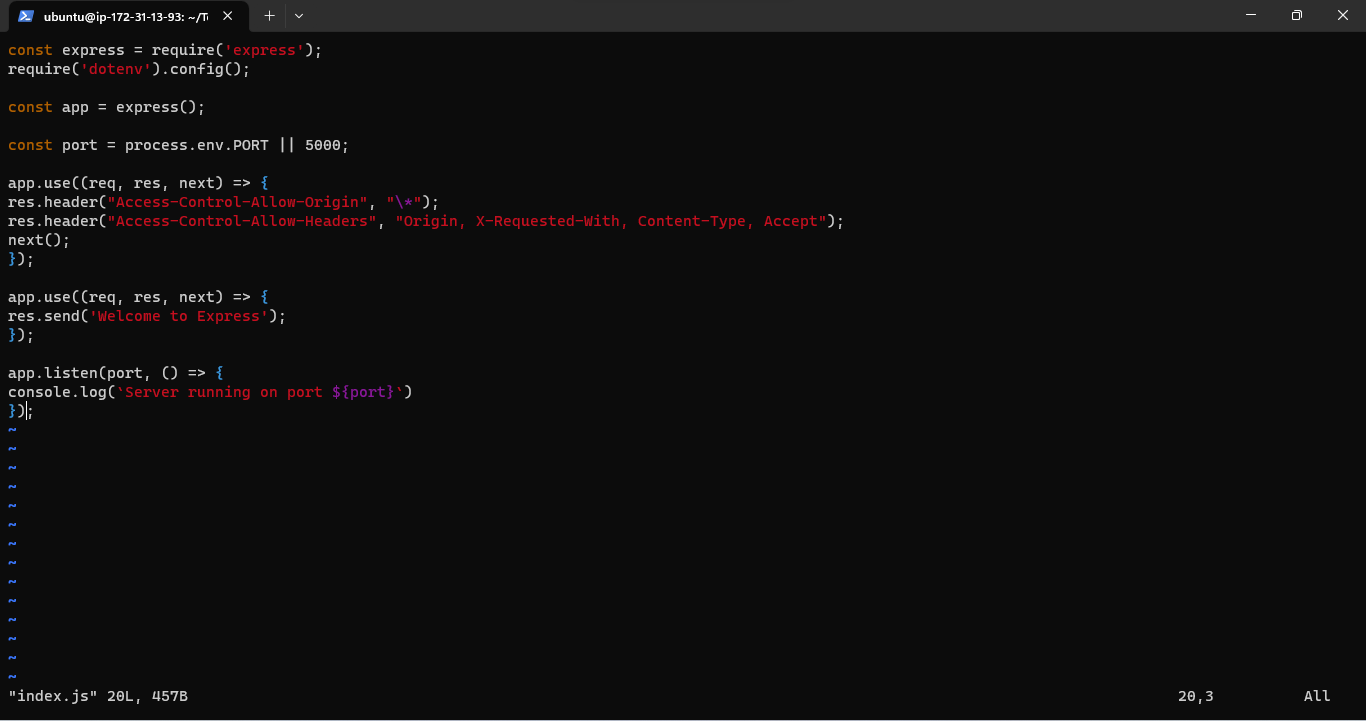 ubuntu@ip-172-31-13-93: ~/T
const express = require('express');
require('dotenv').config();
const app = express();
const port = process.env.PORT || 5000;
app.use((req, res, next) => {
res.header("Access-Control-Allow-Origin", "\*");
res.header("Access-Control-Allow-Headers", "Origin, X-Requested-With, Content-Type, Accept");
next();
});
app.use((req, res, next) => {
res.send('Welcome to Express');
});
app.listen(port, () => {
console.log(`Server running on port ${port}`)
});
~
~
~
~
~
~
~
~
~
~
~
~
~
~
"index.js" 20L, 457B 20,3 All